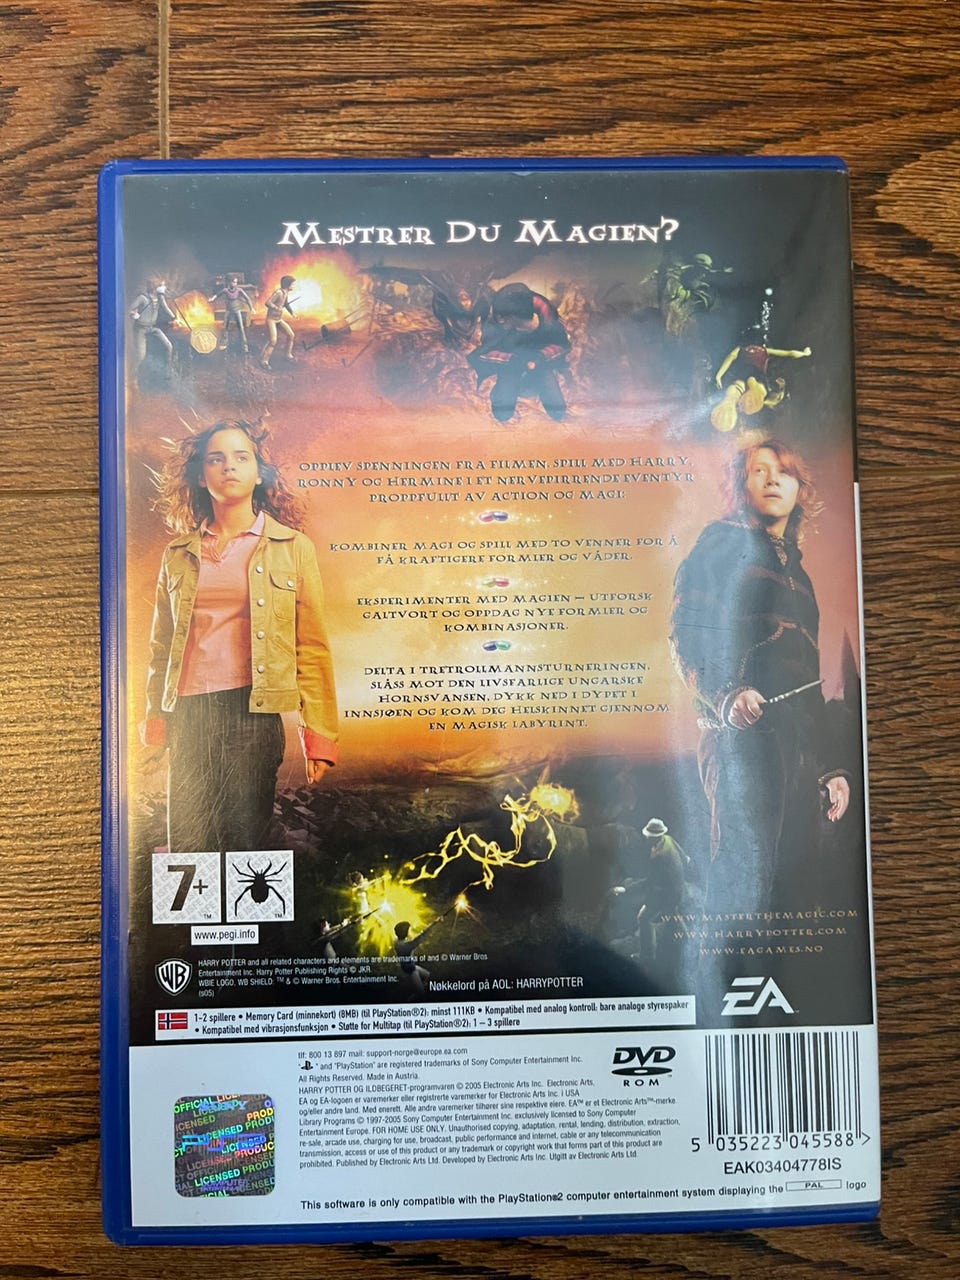 MESTRER DU MAGIEN?
OPPLEV SPENNINGEN FRA FILMEN. SPILL MED HARRY,
RONNY OG HERMINE I ET NERVEPIRRENDE EVENTYR
PROPPFULLT AV ACTION OG MAGI:
KOMBINER MAGI OG SPILL MED TO VENNER FOR Å
FÅ KRAFTIGERE FORMLER OG VÅDER.
EKSPERIMENTER MED MAGIEN – UTFORSK
GALTVORT OG OPPDAG NYE FORMLER OG
KOMBINASJONER.
DELTA I TRETROLLMANNSTURNERINGEN,
SLÅSS MOT DEN LIVSFARLIGE UNGARSKE
HORNSVANSEN, DYKK NED I DYPET I
INNSJØEN OG KOM DEG HELSKINNET GJENNOM
EN MAGISK LABYRINT.
7+
TM
TM
www.pegi.info
WWW.MASTERTHEMAGIC.COM
WWW.HARRYPOTTER.COM
WWW.EAGAMES.NO
WB
HARRY POTTER and all related characters and elements are trademarks of and © Warner Bros.
Entertainment Inc. Harry Potter Publishing Rights © JKR.
WBIE LOGO, WB SHIELD: ™ & © Warner Bros. Entertainment Inc.
(s05)
Nøkkelord på AOL: HARRYPOTTER
EA
1–2 spillere • Memory Card (minnekort) (8MB) (til PlayStation®2): minst 111KB • Kompatibel med analog kontroll: bare analoge styrespaker
• Kompatibel med vibrasjonsfunksjon • Støtte for Multitap (til PlayStation®2): 1 – 3 spillere
tlf: 800 13 897 mail: support-norge@europe.ea.com
" " and "PlayStation" are registered trademarks of Sony Computer Entertainment Inc.
All Rights Reserved. Made in Austria.
HARRY POTTER OG ILDBEGERET-programvaren © 2005 Electronic Arts Inc. Electronic Arts,
EA og EA-logoen er varemerker eller registrerte varemerker for Electronic Arts Inc. i USA
og/eller andre land. Med enerett. Alle andre varemerker tilhører sine respektive eiere. EA™ er et Electronic Arts™-merke.
Library Programs © 1997-2005 Sony Computer Entertainment Inc. exclusively licensed to Sony Computer
Entertainment Europe. FOR HOME USE ONLY. Unauthorised copying, adaptation, rental, lending, distribution, extraction,
re-sale, arcade use, charging for use, broadcast, public performance and internet, cable or any telecommunication
transmission, access or use of this product or any trademark or copyright work that forms part of this product are
prohibited. Published by Electronic Arts Ltd. Developed by Electronic Arts Inc. Utgitt av Electronic Arts Ltd.
DVD
ROM
5 035223 045588 >
EAK03404778IS
OFFICIAL
LICENSED PRODUCT
This software is only compatible with the PlayStation®2 computer entertainment system displaying the PAL logo